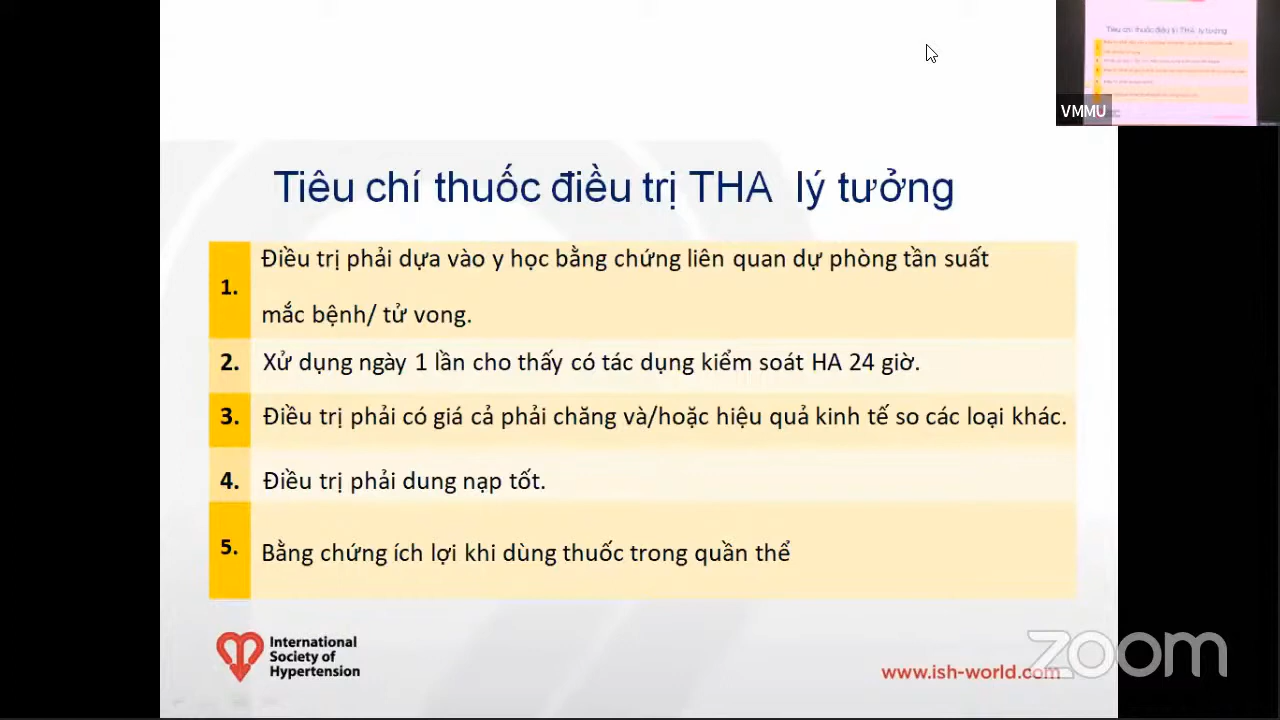 VMMU
Tiêu chí thuốc điều trị THA lý tưởng
1.
Điều trị phải dựa vào y học bằng chứng liên quan dự phòng tần suất
mắc bệnh/ tử vong.
2. Xử dụng ngày 1 lần cho thấy có tác dụng kiểm soát HA 24 giờ.
3. Điều trị phải có giá cả phải chăng và/hoặc hiệu quả kinh tế so các loại khác.
4. Điều trị phải dung nạp tốt.
5. Bằng chứng ích lợi khi dùng thuốc trong quần thể
International
Society of
Hypertension
www.ish-world.com
zoom